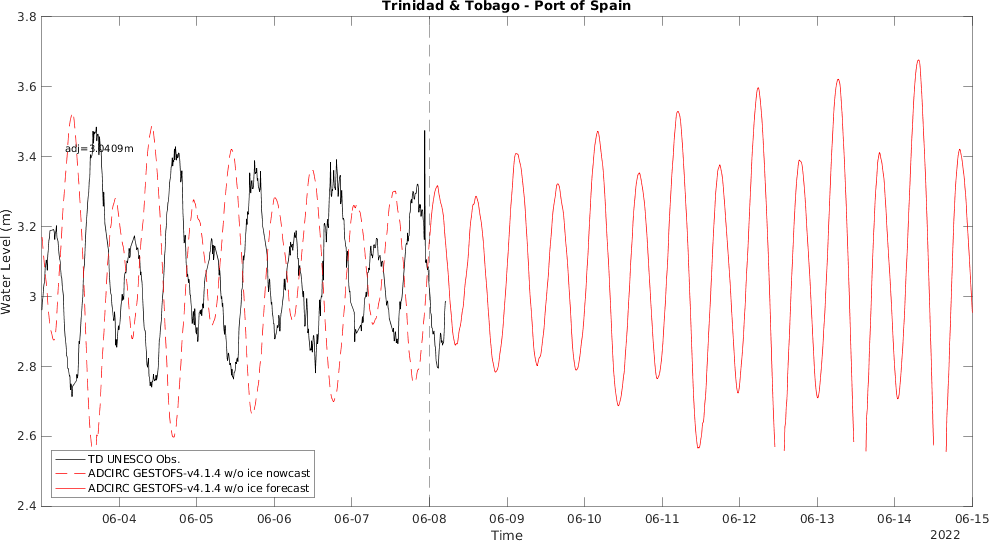 Trinidad & Tobago - Port of Spain
3.8
3.6
3.4
3.2
3
2.8
2.6
2.4
Water Level (m)
adj=3.0409m
TD UNESCO Obs.
ADCIRC GESTOFS-v4.1.4 w/o ice nowcast
ADCIRC GESTOFS-v4.1.4 w/o ice forecast
06-04 06-05 06-06 06-07 06-08 06-09 06-10 06-11 06-12 06-13 06-14 06-15
Time
2022